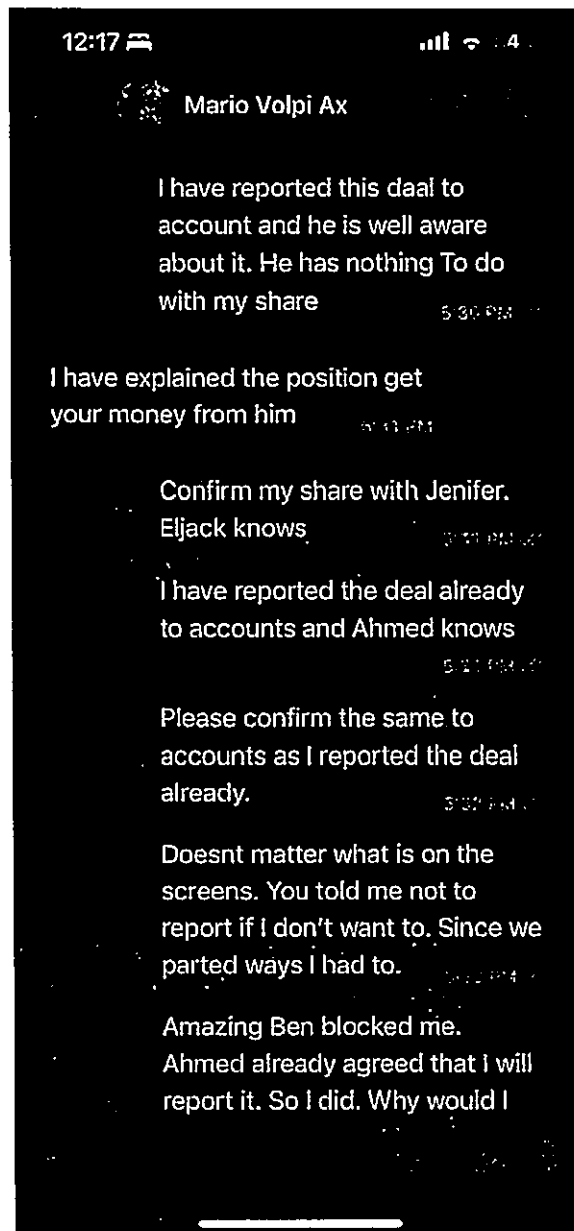 12:17
Mario Volpi Ax
I have reported this daal to
account and he is well aware
about it. He has nothing To do
with my share
I have explained the position get
your money from him
Confirm my share with Jenifer.
Eljack knows
I have reported the deal already
to accounts and Ahmed knows
Please confirm the same to
accounts as I reported the deal
already.
Doesnt matter what is on the
screens. You told me not to
report if I don't want to. Since we
parted ways I had to.
Amazing Ben blocked me.
Ahmed already agreed that I will
report it. So I did. Why would I